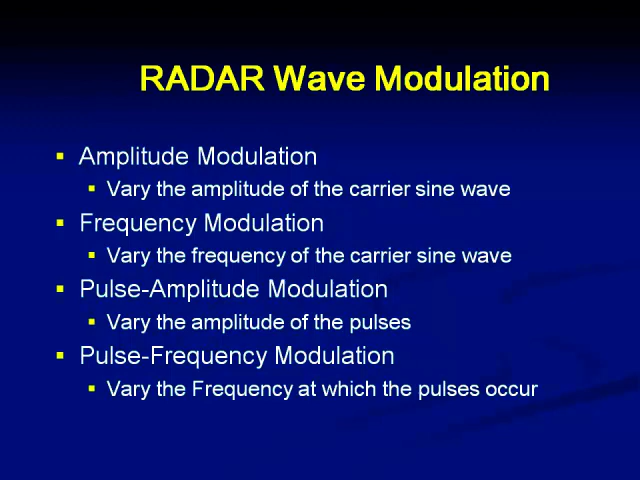 RADAR Wave Modulation
▪ Amplitude Modulation
▪ Vary the amplitude of the carrier sine wave
▪ Frequency Modulation
▪ Vary the frequency of the carrier sine wave
▪ Pulse-Amplitude Modulation
▪ Vary the amplitude of the pulses
▪ Pulse-Frequency Modulation
▪ Vary the Frequency at which the pulses occur